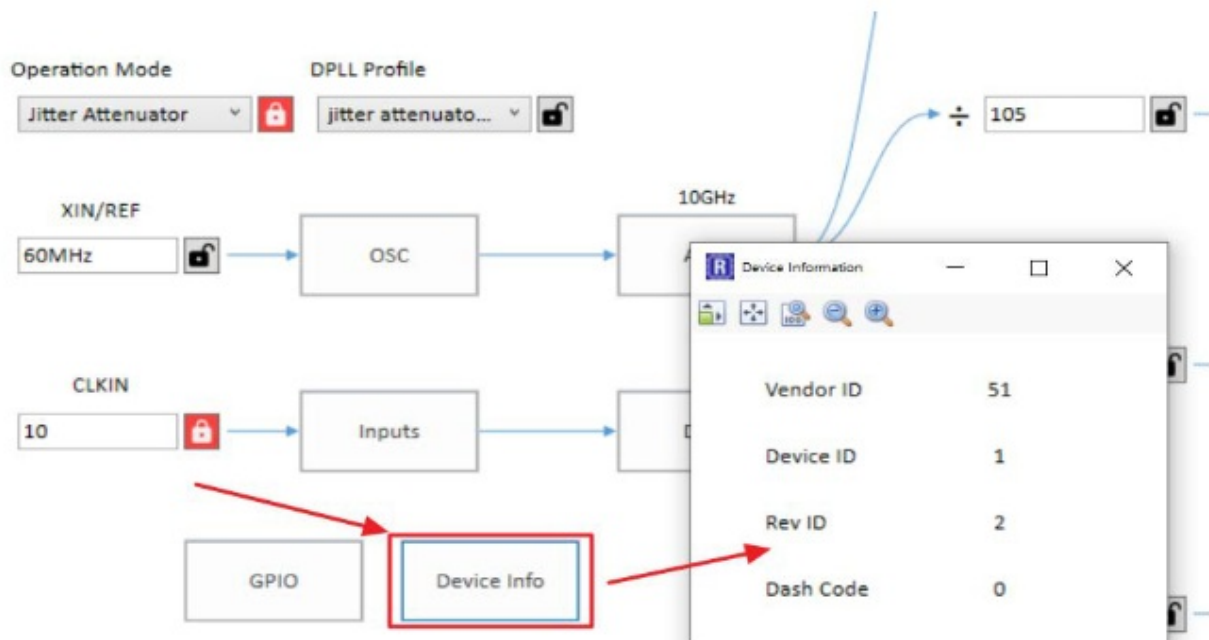 Operation Mode
DPLL Profile
Jitter Attenuator
jitter attenuato...
÷ 105
XIN/REF
10GHz
60MHz
OSC
A
R Device Information
100
CLKIN
10
Inputs
D
Vendor ID 51
Device ID 1
Rev ID 2
Dash Code 0
GPIO
Device Info